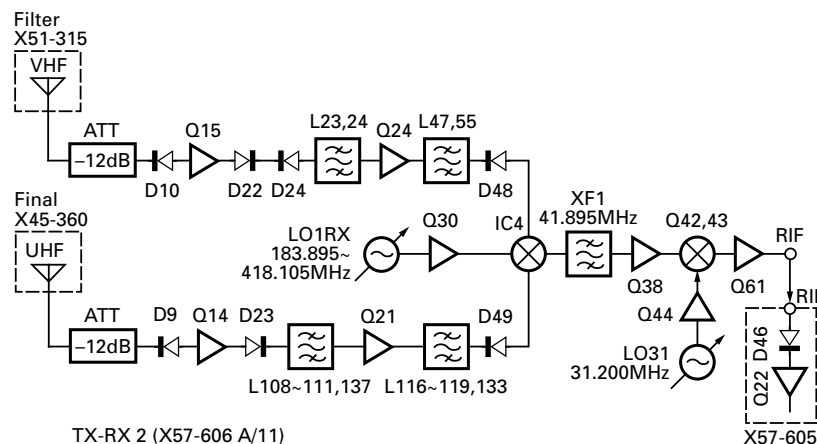 Filter
X51-315
VHF
ATT
–12dB
D10
Q15
D22
D24
L23,24
Q24
L47,55
D48
Final
X45-360
UHF
ATT
–12dB
D9
Q14
D23
L108~111,137
Q21
L116~119,133
D49
LO1RX
183.895~
418.105MHz
Q30
IC4
XF1
41.895MHz
Q38
Q42,43
Q44
LO31
31.200MHz
Q61
RIF
RIF
D46
Q22
X57-605
TX-RX 2 (X57-606 A/11)